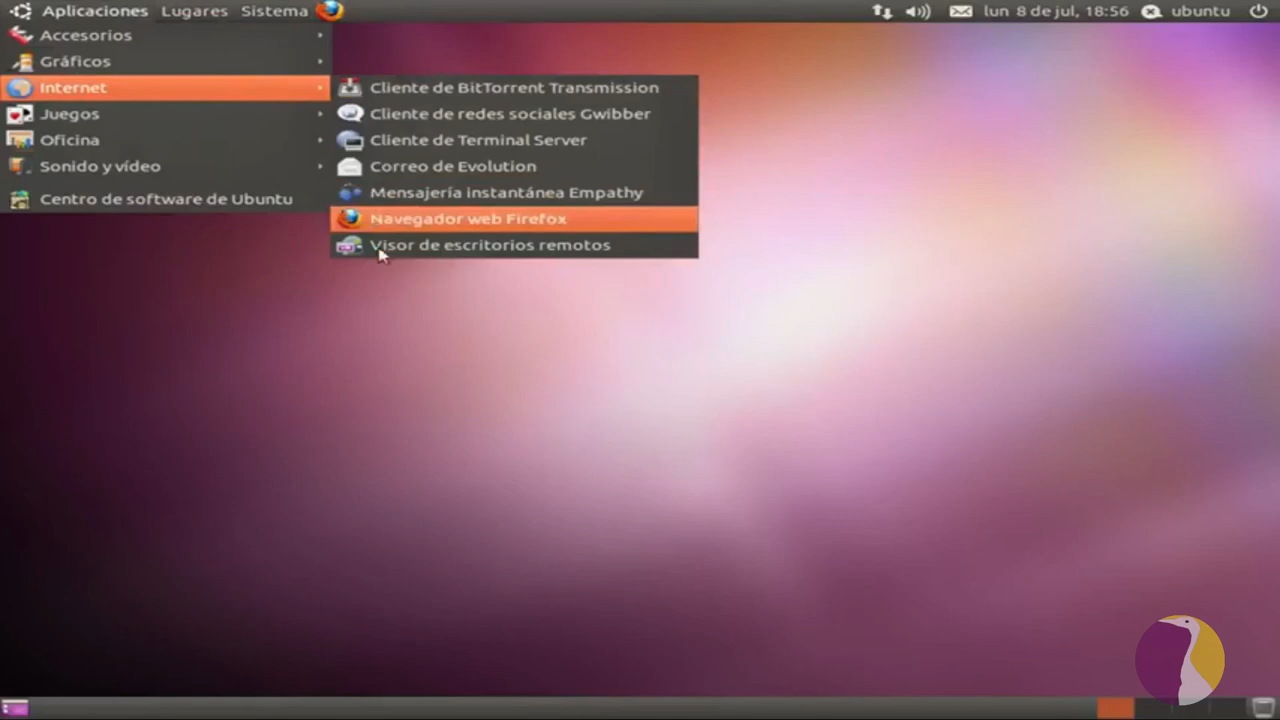 Aplicaciones Lugares Sistema lun 8 de jul, 18:56 ubuntu
Accesorios
Gráficos
Internet
Juegos
Oficina
Sonido y vídeo
Centro de software de Ubuntu
Cliente de BitTorrent Transmission
Cliente de redes sociales Gwibber
Cliente de Terminal Server
Correo de Evolution
Mensajería instantánea Empathy
Navegador web Firefox
Visor de escritorios remotos